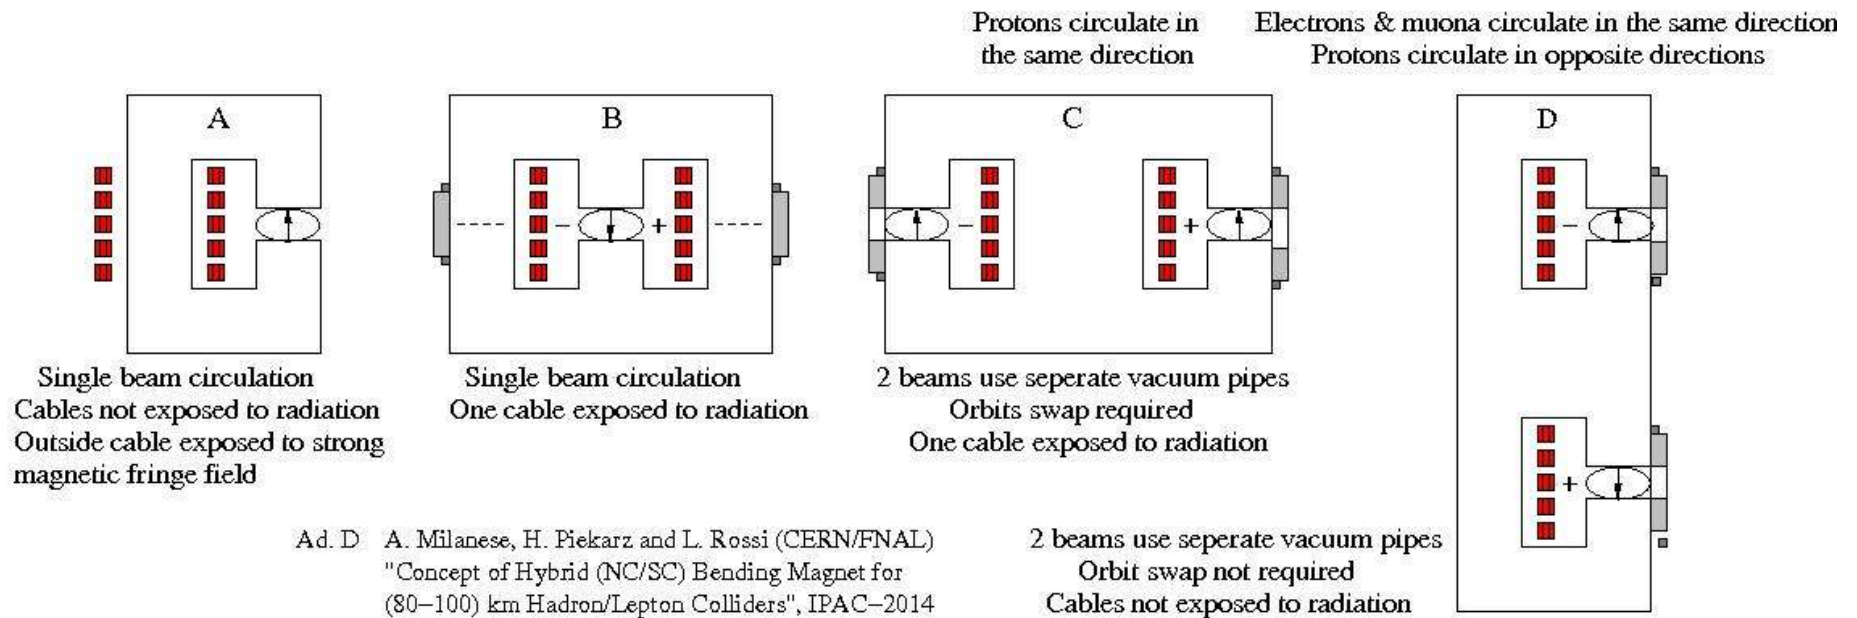 Protons circulate in
the same direction
Electrons & muona circulate in the same direction
Protons circulate in opposite directions
A
B
C
D
− +
− +
−
+
Single beam circulation
Cables not exposed to radiation
Outside cable exposed to strong
magnetic fringe field
Single beam circulation
One cable exposed to radiation
2 beams use seperate vacuum pipes
Orbits swap required
One cable exposed to radiation
Ad. D A. Milanese, H. Piekarz and L. Rossi (CERN/FNAL)
"Concept of Hybrid (NC/SC) Bending Magnet for
(80−100) km Hadron/Lepton Colliders", IPAC−2014
2 beams use seperate vacuum pipes
Orbit swap not required
Cables not exposed to radiation